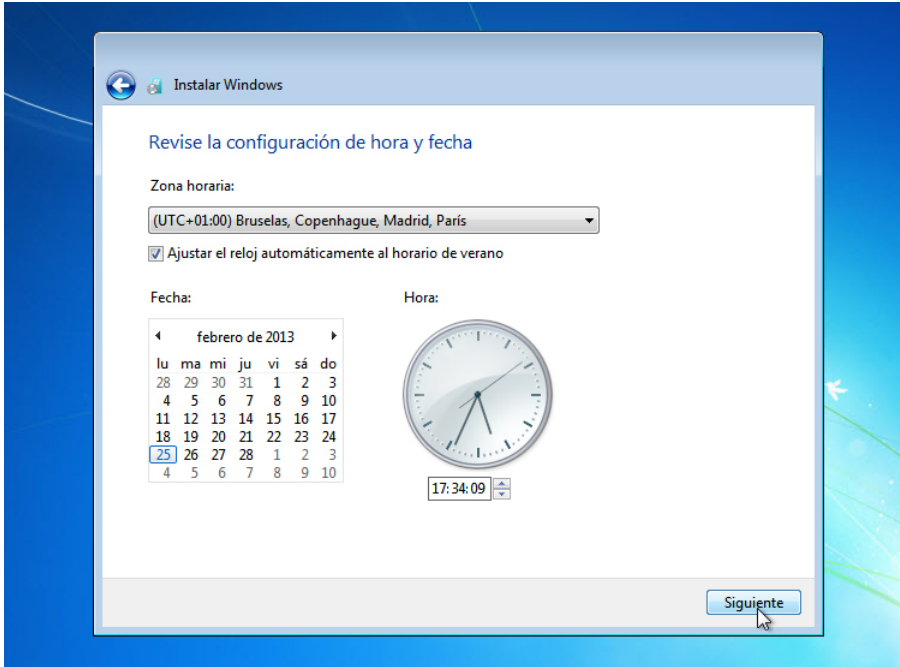 Instalar Windows
Revise la configuración de hora y fecha
Zona horaria:
(UTC+01:00) Bruselas, Copenhague, Madrid, París
Ajustar el reloj automáticamente al horario de verano
Fecha:
Hora:
febrero de 2013
lu ma mi ju vi sá do
28 29 30 31 1 2 3
4 5 6 7 8 9 10
11 12 13 14 15 16 17
18 19 20 21 22 23 24
25 26 27 28 1 2 3
4 5 6 7 8 9 10
17:34:09
Siguiente